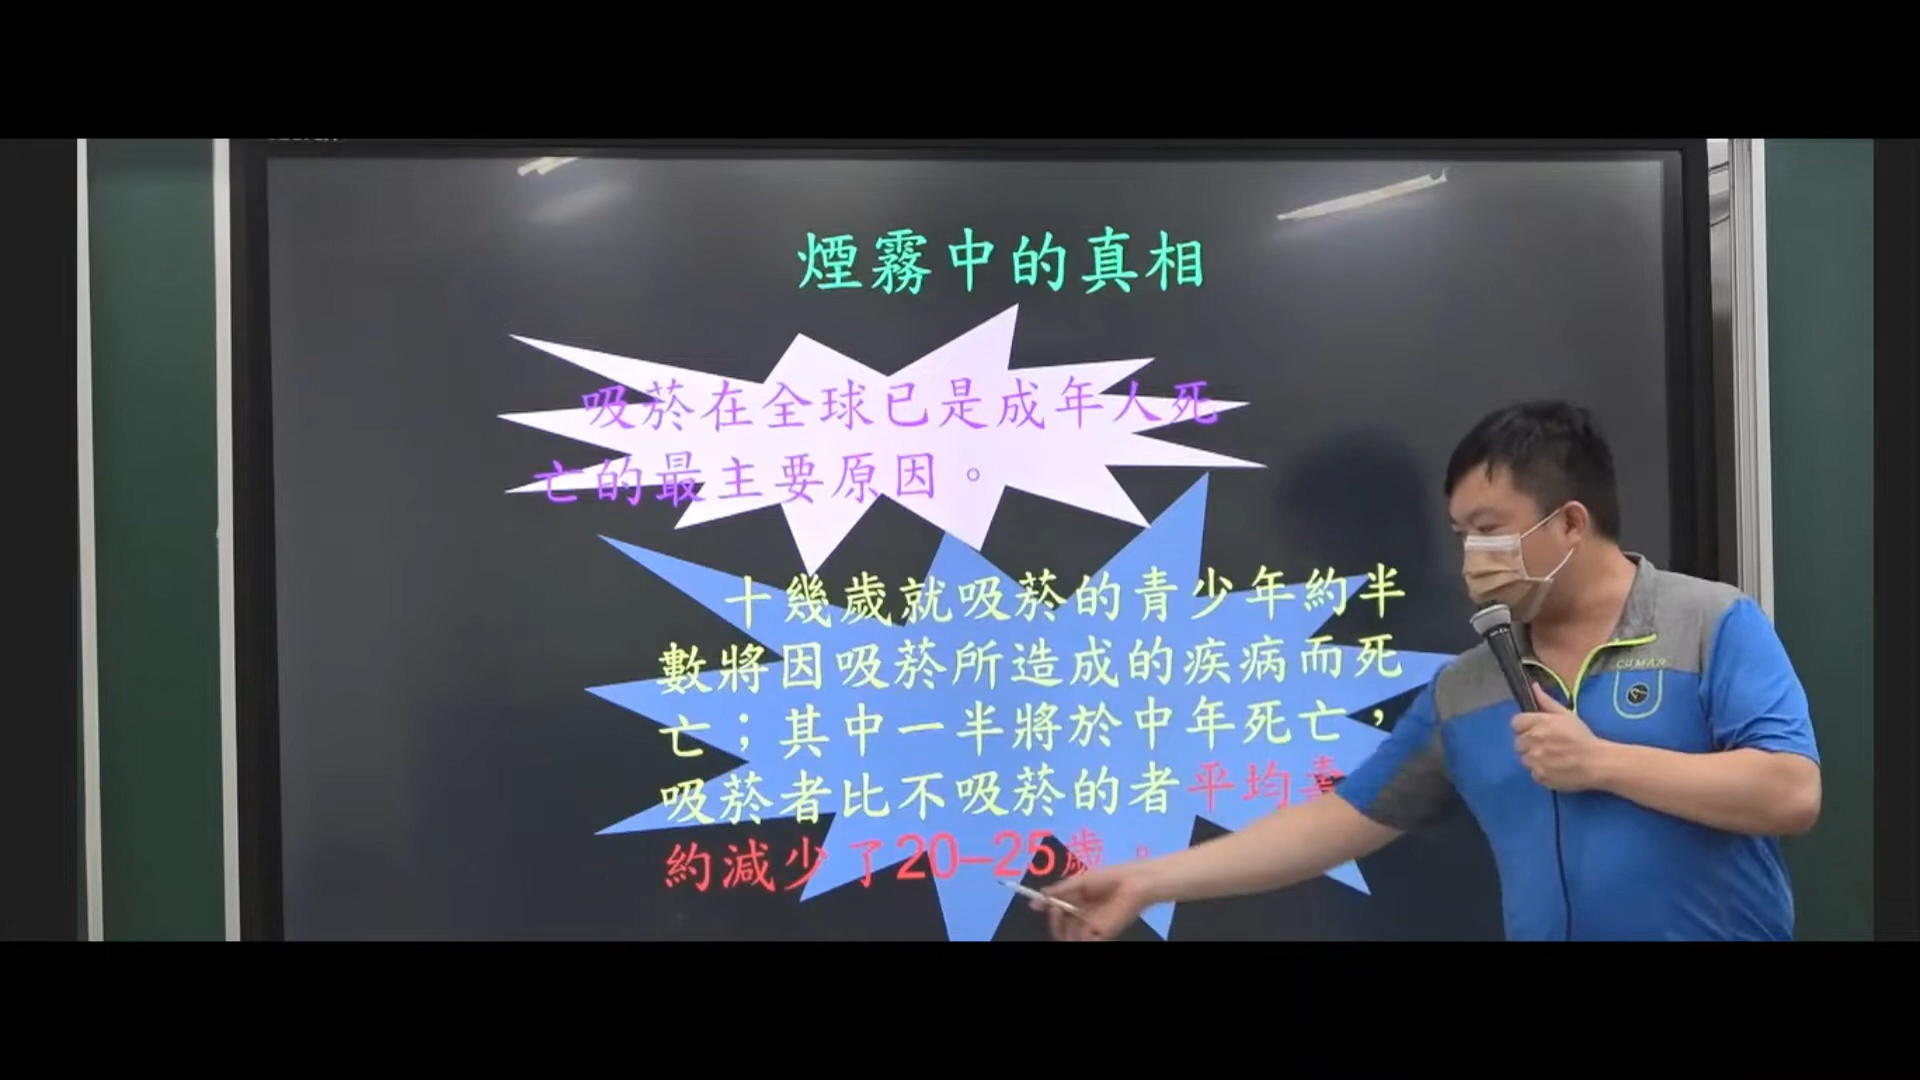 煙霧中的真相
吸菸在全球已是成年人死
亡的最主要原因。
十幾歲就吸菸的青少年約半
數將因吸菸所造成的疾病而死
亡；其中一半將於中年死亡，
吸菸者比不吸菸的者平均壽
約減少了20–25歲。